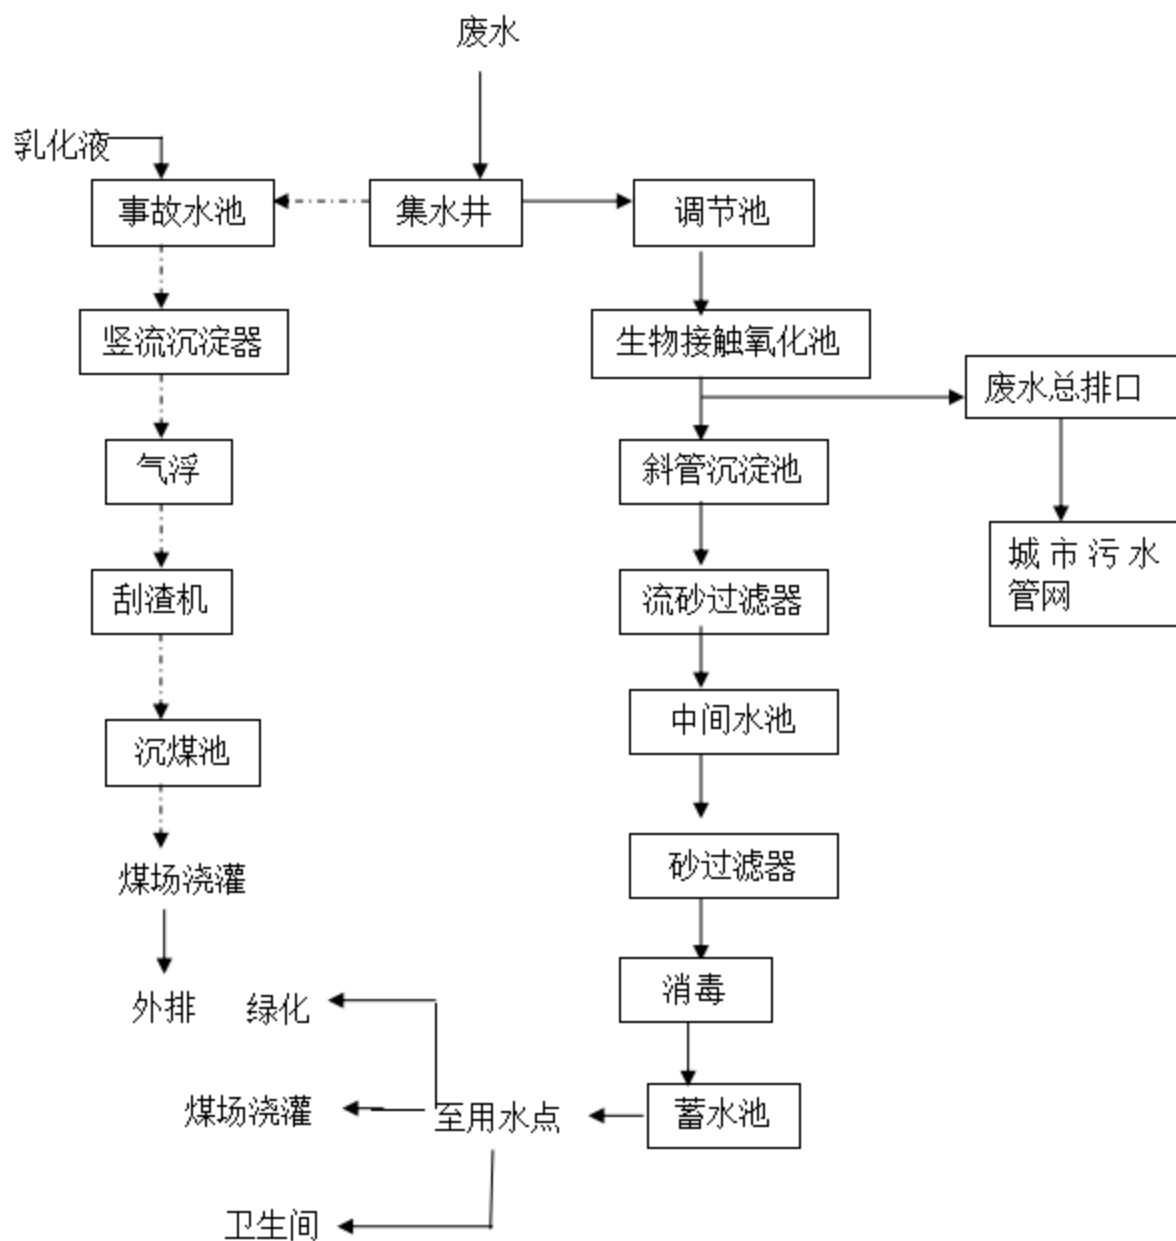 废水
乳化液
事故水池
集水井
调节池
竖流沉淀器
生物接触氧化池
废水总排口
气浮
斜管沉淀池
城市污水
管网
刮渣机
流砂过滤器
中间水池
沉煤池
砂过滤器
煤场浇灌
消毒
外排
绿化
煤场浇灌
至用水点
蓄水池
卫生间